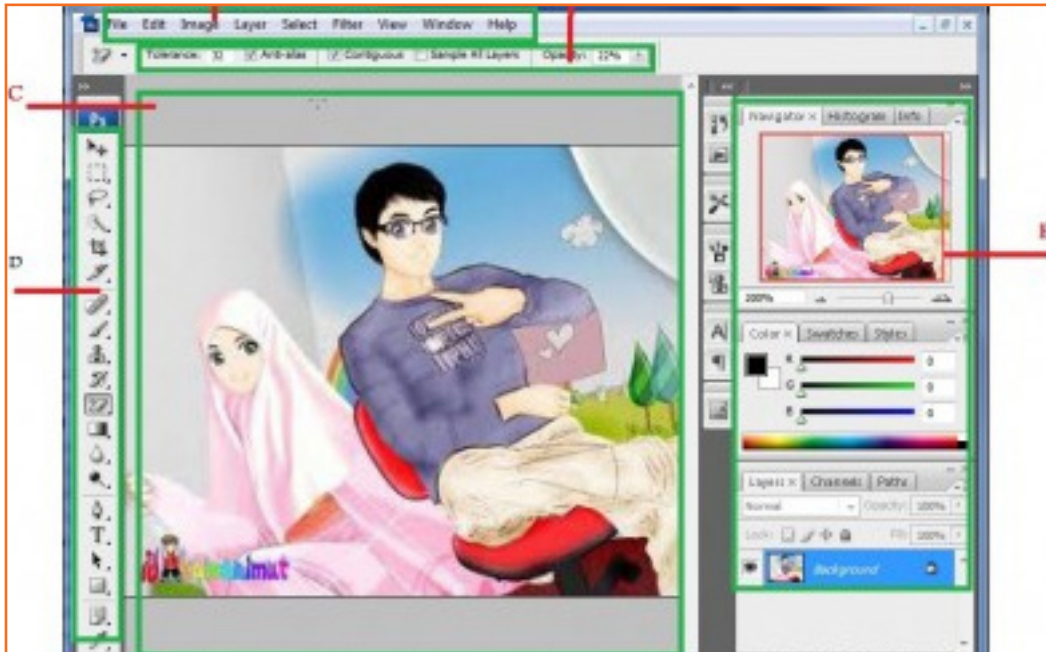 File Edit Image Layer Select Filter View Window Help
Tolerance: 32 Anti-alias Contiguous Sample All Layers Opacity: 22%
C
Ps
Navigator × Histogram Info
200%
Color × Swatches Styles
R 0
G 0
B 0
Layers × Channels Paths
Normal Opacity: 100%
Lock: Fill: 100%
Background
D
T
A